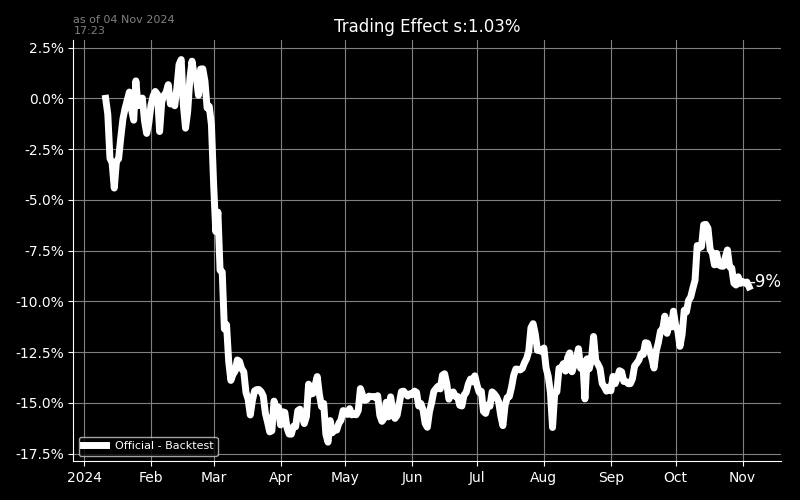 as of 04 Nov 2024
17:23
Trading Effect s:1.03%
2.5%
0.0%
-2.5%
-5.0%
-7.5%
-9%
-10.0%
-12.5%
-15.0%
-17.5%
Official - Backtest
2024 Feb Mar Apr May Jun Jul Aug Sep Oct Nov